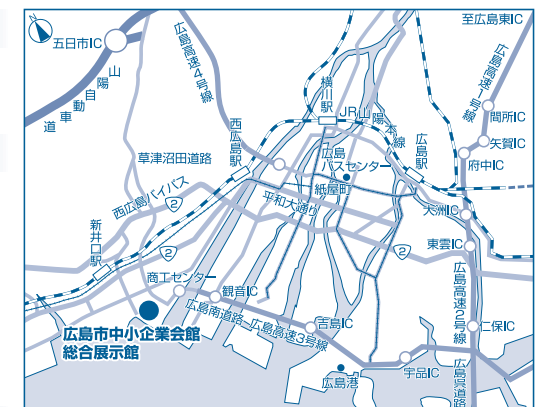 N
至広島東IC
五日市IC
山陽自動車道
広島高速4号線
横川駅
JR山陽本線
広島高速1号線
間所IC
矢賀IC
府中IC
西広島駅
草津沼田道路
広島
バスセンター
紙屋町
広島駅
西広島バイパス
2
平和大通り
大洲IC
新井口駅
2
2
東雲IC
商工センター
観音IC
広島南道路
広島高速3号線
吉島IC
広島高速2号線
仁保IC
広島市中小企業会館
総合展示館
広島港
宇品IC
広島呉道路